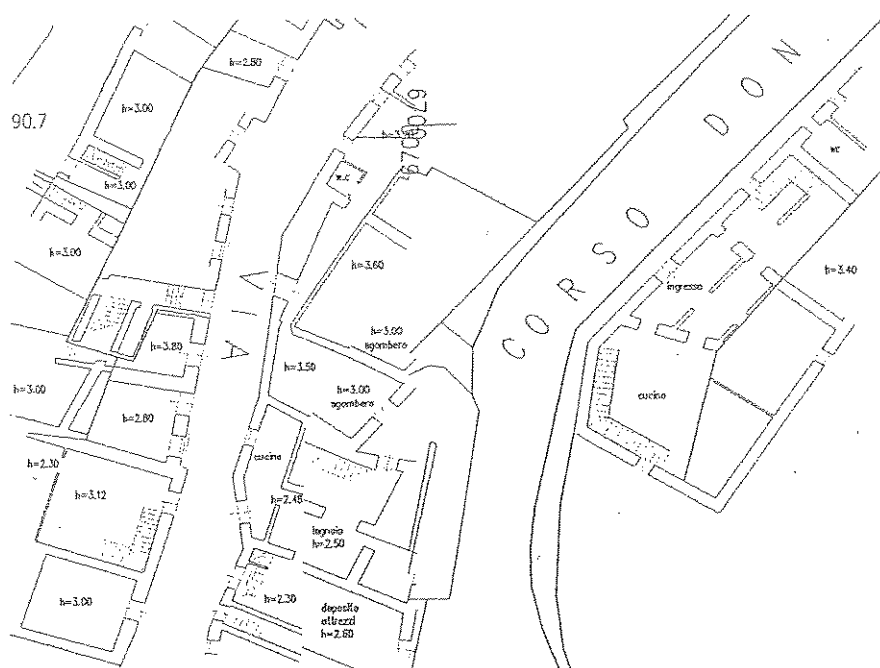 h=2.80
h=3.00
90.7
h=3.00
w.c
wc
h=3.00
h=3.60
h=3.40
ingresso
VIA
CORSO DON
h=3.00
sgombero
h=3.80
h=3.50
h=3.00
h=3.00
sgombero
cucina
h=2.80
cucina
h=2.30
h=3.12
h=2.48
legnaia
h=2.50
h=3.00
h=2.30
deposito
attrezzi
h=2.60